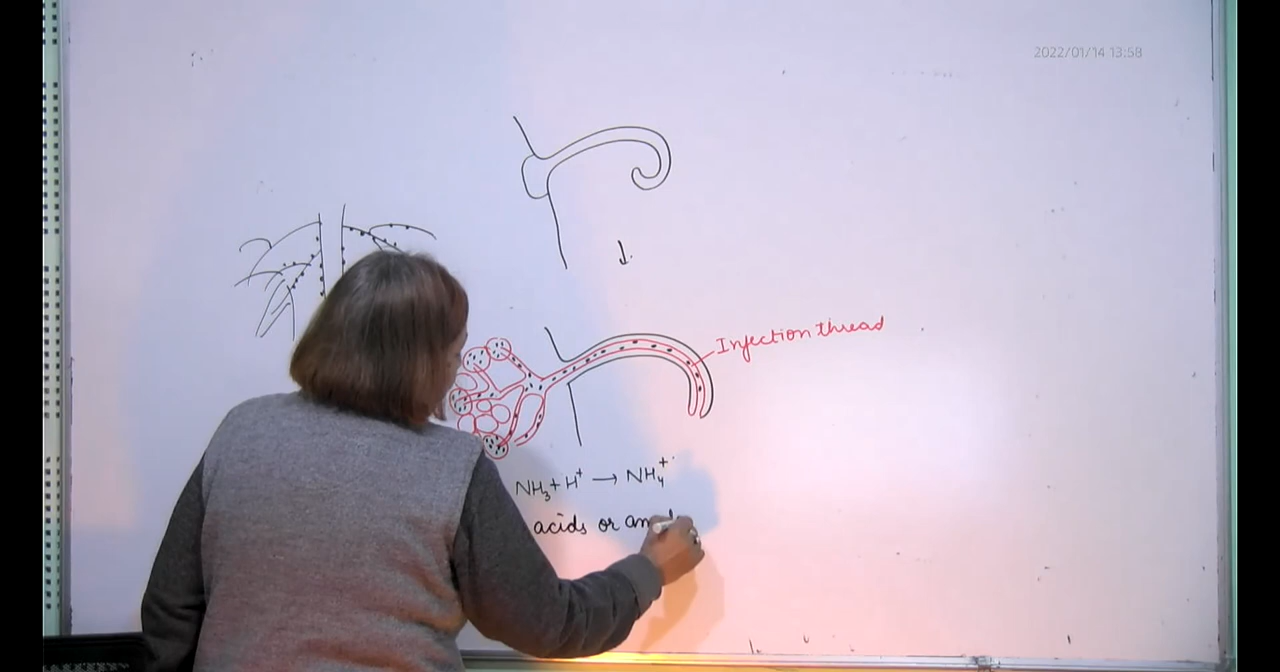 2022/01/14 13:58
Infection thread
NH₃ + H⁺ → NH₄⁺
acids or am